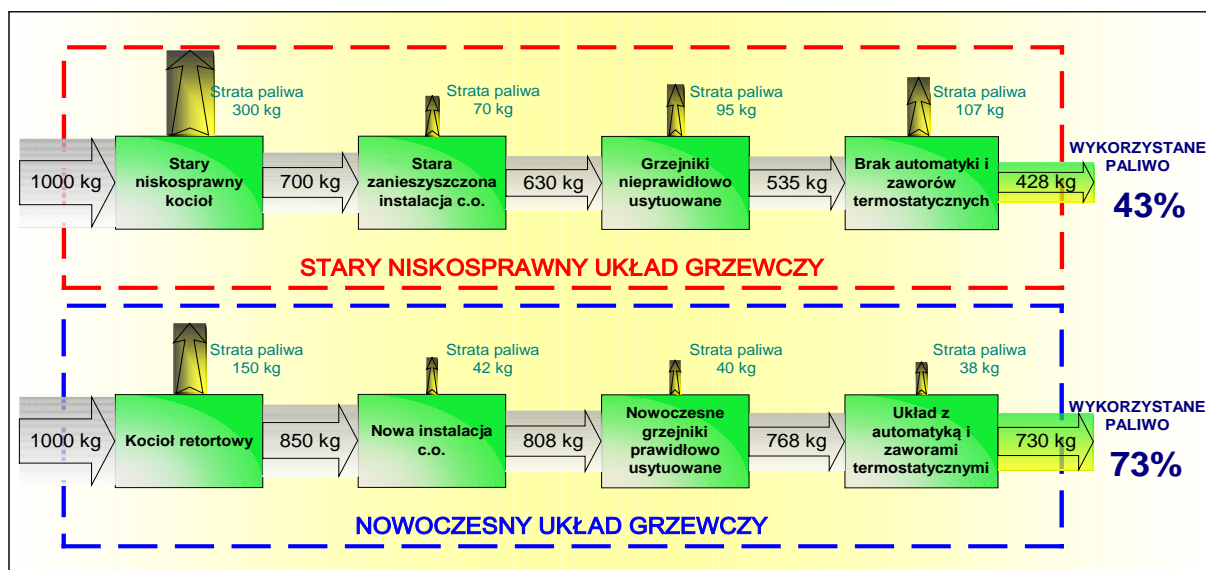 Strata paliwa
300 kg
Strata paliwa
70 kg
Strata paliwa
95 kg
Strata paliwa
107 kg
1000 kg
Stary
niskosprawny
kocioł
700 kg
Stara
zanieszyszczona
instalacja c.o.
630 kg
Grzejniki
nieprawidłowo
usytuowane
535 kg
Brak automatyki i
zaworów
termostatycznych
428 kg
WYKORZYSTANE
PALIWO
43%
STARY NISKOSPRAWNY UKŁAD GRZEWCZY
Strata paliwa
150 kg
Strata paliwa
42 kg
Strata paliwa
40 kg
Strata paliwa
38 kg
1000 kg
Kocioł retortowy
850 kg
Nowa instalacja
c.o.
808 kg
Nowoczesne
grzejniki
prawidłowo
usytuowane
768 kg
Układ z
automatyką i
zaworami
termostatycznymi
730 kg
WYKORZYSTANE
PALIWO
73%
NOWOCZESNY UKŁAD GRZEWCZY